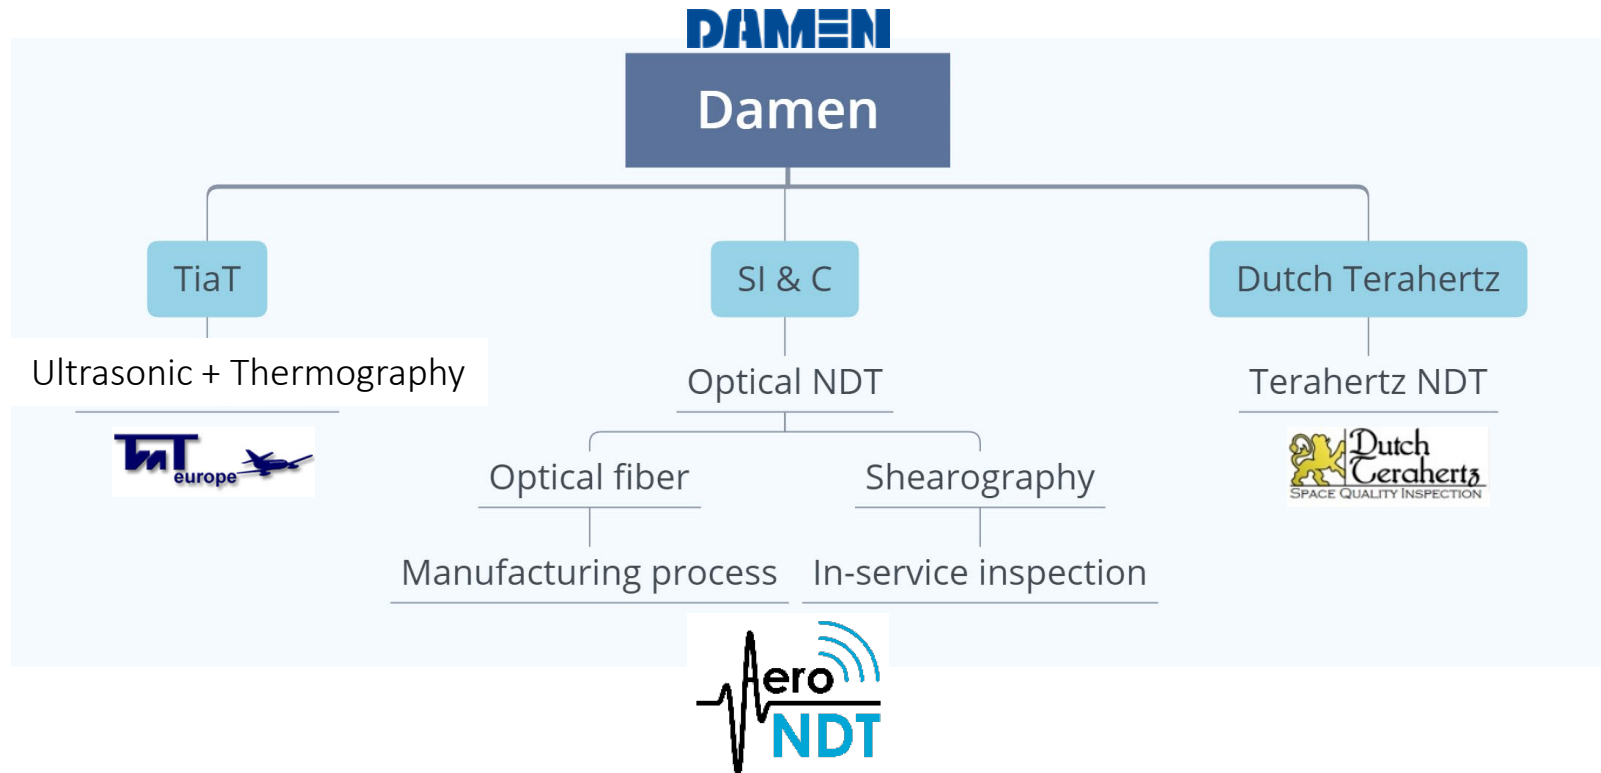 DAMEN
Damen
TiaT
SI & C
Dutch Terahertz
Ultrasonic + Thermography
Optical NDT
Terahertz NDT
TiaT europe
Dutch
Terahertz
SPACE QUALITY INSPECTION
Optical fiber
Shearography
Manufacturing process
In-service inspection
Aero
NDT